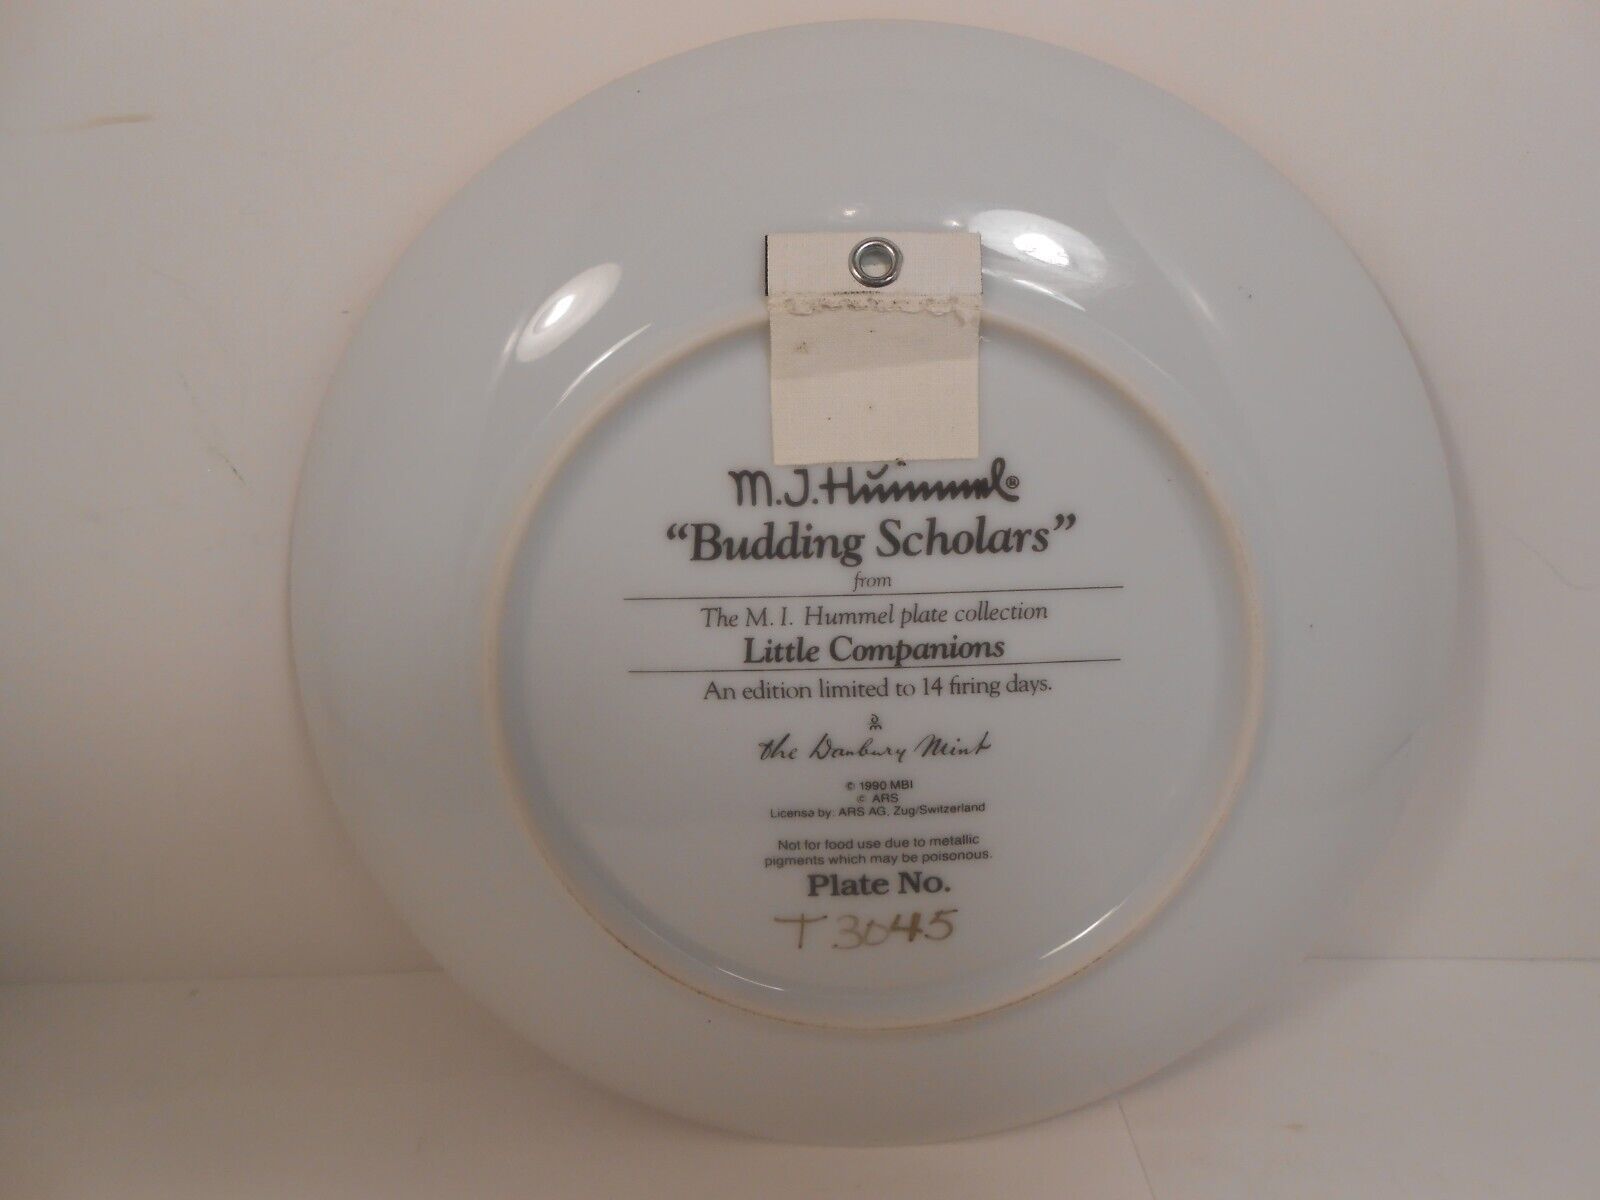 M.J.Hummel®
“Budding Scholars”
from
The M. I. Hummel plate collection
Little Companions
An edition limited to 14 firing days.
the Danbury Mint
© 1990 MBI
© ARS
License by: ARS AG, Zug/Switzerland
Not for food use due to metallic
pigments which may be poisonous.
Plate No.
T3045